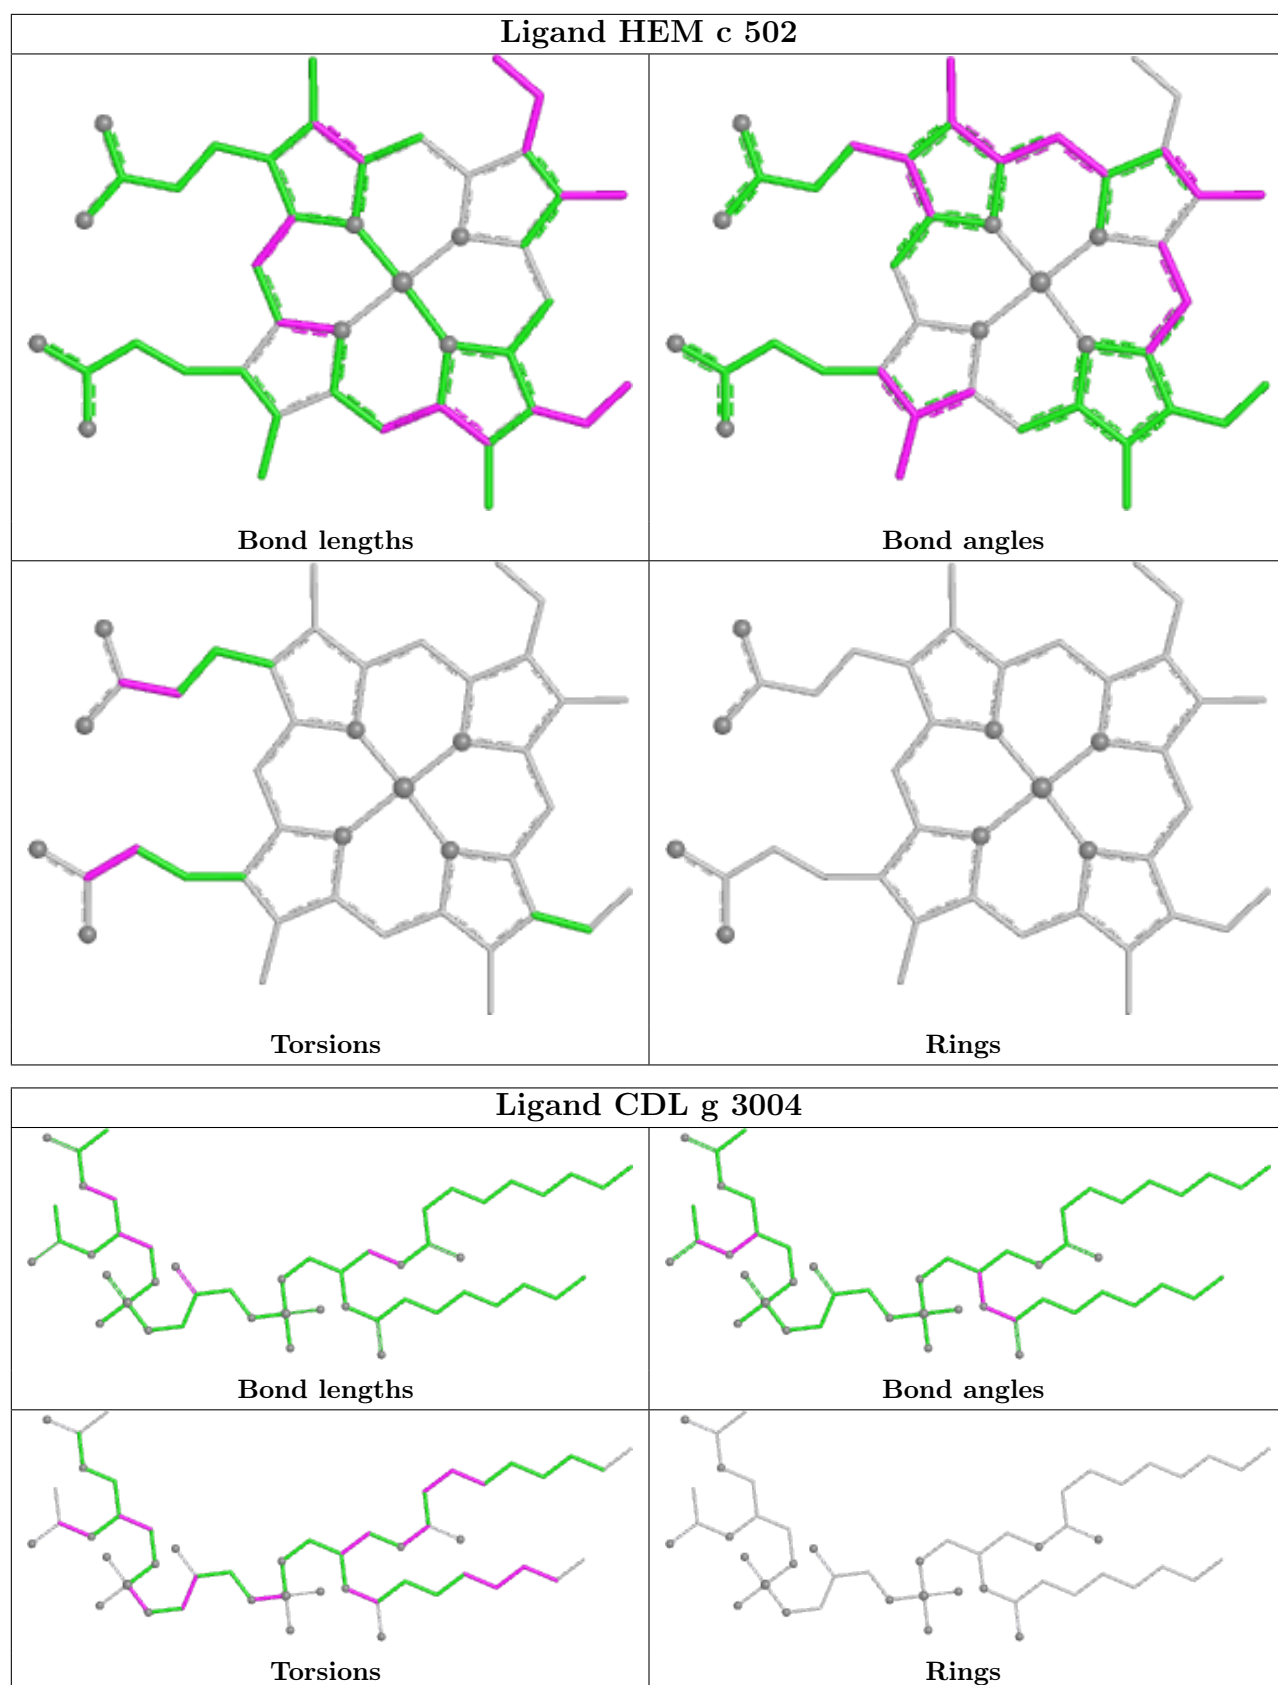 Ligand HEM c 502
Bond lengths
Bond angles
Torsions
Rings
Ligand CDL g 3004
Bond lengths
Bond angles
Torsions
Rings